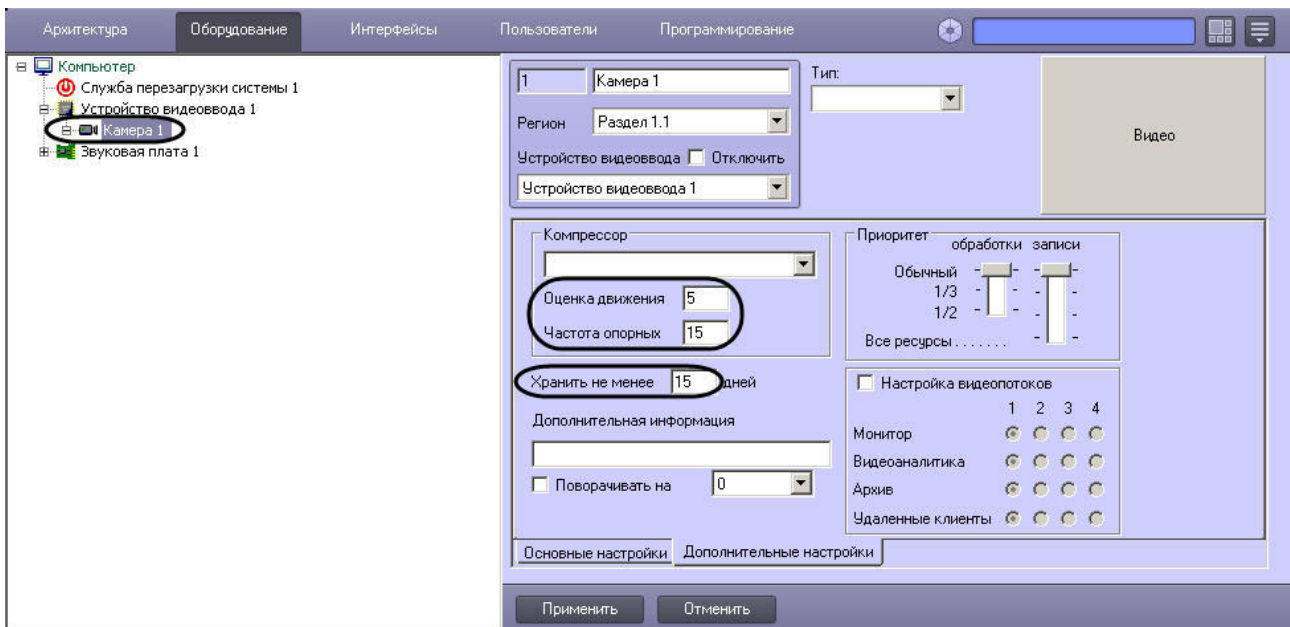 Архитектура Оборудование Интерфейсы Пользователи Программирование
Компьютер
Служба перезагрузки системы 1
Устройство видеоввода 1
Камера 1
Звуковая плата 1
1 Камера 1
Регион Раздел 1.1
Устройство видеоввода Отключить
Устройство видеоввода 1
Тип:
Видео
Компрессор
Оценка движения 5
Частота опорных 15
Хранить не менее 15 дней
Дополнительная информация
Поворачивать на 0
Приоритет
обработки записи
Обычный
1/3
1/2
Все ресурсы . . . . . . .
Настройка видеопотоков
1 2 3 4
Монитор
Видеоаналитика
Архив
Удаленные клиенты
Основные настройки Дополнительные настройки
Применить Отменить